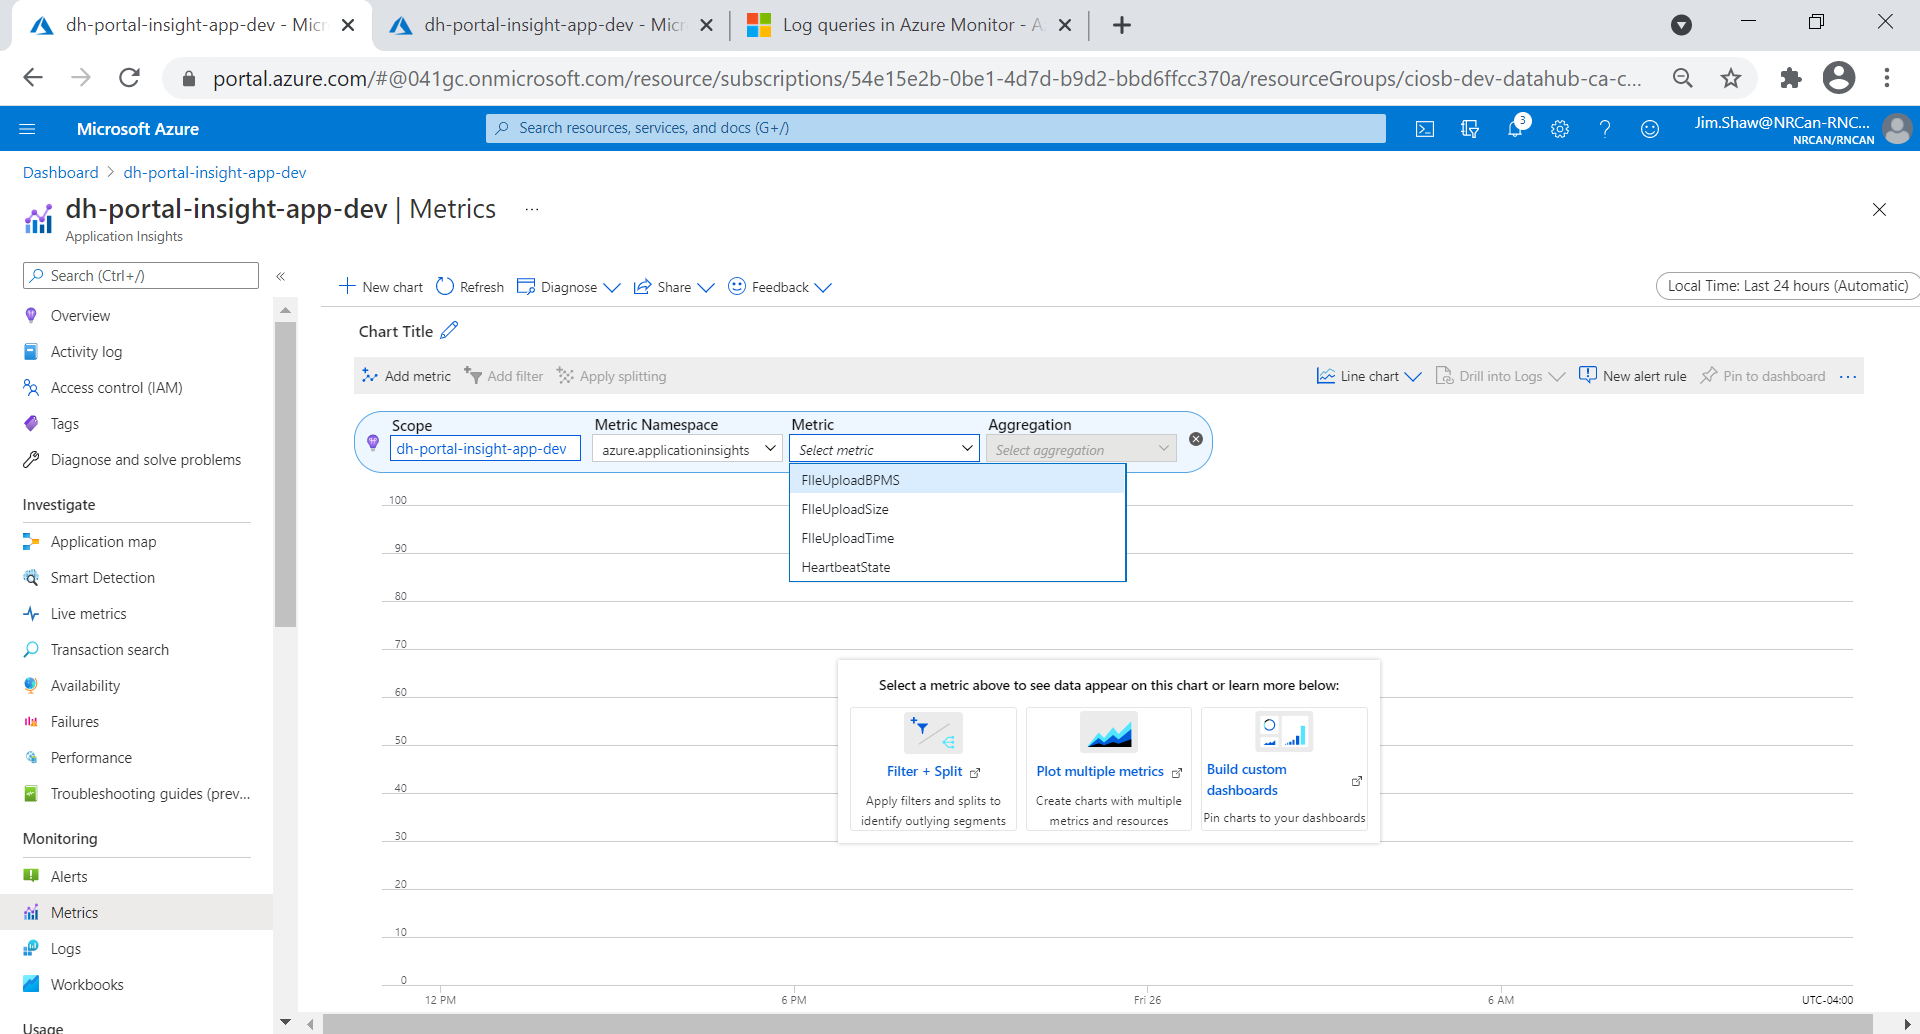 dh-portal-insight-app-dev - Micr
dh-portal-insight-app-dev - Micr
Log queries in Azure Monitor - A
portal.azure.com/#@041gc.onmicrosoft.com/resource/subscriptions/54e15e2b-0be1-4d7d-b9d2-bbd6ffcc370a/resourceGroups/ciosb-dev-datahub-ca-c...
Microsoft Azure
Search resources, services, and docs (G+/)
3
Jim.Shaw@NRCan-RNC...
NRCAN/RNCAN
Dashboard > dh-portal-insight-app-dev
dh-portal-insight-app-dev | Metrics ...
Application Insights
Search (Ctrl+/)
«
Overview
Activity log
Access control (IAM)
Tags
Diagnose and solve problems
Investigate
Application map
Smart Detection
Live metrics
Transaction search
Availability
Failures
Performance
Troubleshooting guides (prev...
Monitoring
Alerts
Metrics
Logs
Workbooks
Usage
New chart
Refresh
Diagnose
Share
Feedback
Local Time: Last 24 hours (Automatic)
Chart Title
Add metric
Add filter
Apply splitting
Line chart
Drill into Logs
New alert rule
Pin to dashboard
...
Scope
dh-portal-insight-app-dev
Metric Namespace
azure.applicationinsights
Metric
Select metric
Aggregation
Select aggregation
FIleUploadBPMS
FIleUploadSize
FIleUploadTime
HeartbeatState
100
90
80
70
60
50
40
30
20
10
0
Select a metric above to see data appear on this chart or learn more below:
Filter + Split
Apply filters and splits to
identify outlying segments
Plot multiple metrics
Create charts with multiple
metrics and resources
Build custom
dashboards
Pin charts to your dashboards
12 PM
6 PM
Fri 26
6 AM
UTC-04:00